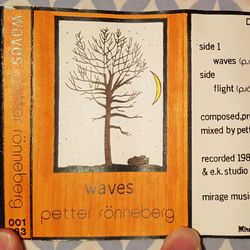 waves petter rönneberg
001
waves
petter rönneberg
side 1
waves
side
flight
composed,
mixed by
recorded 198
& e.k. studio
mirage music